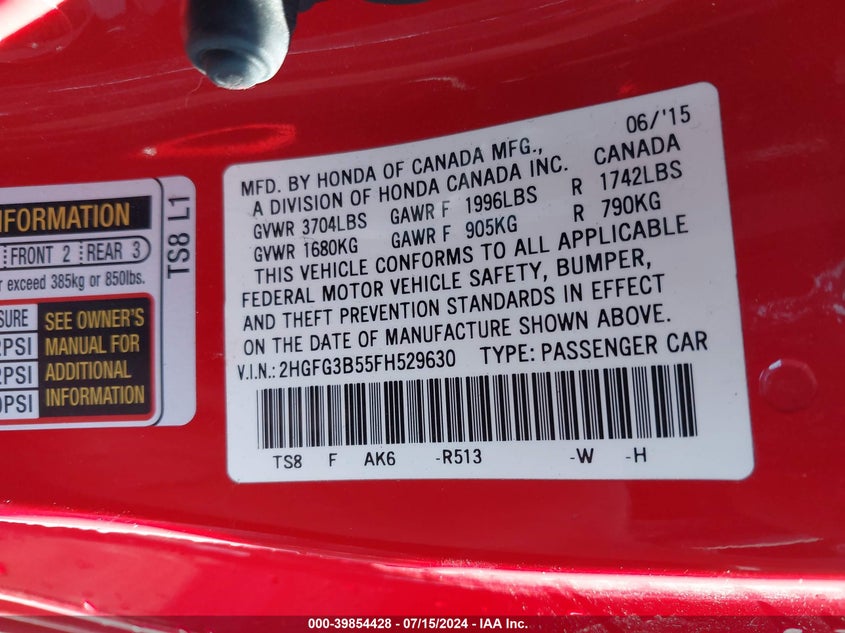 06/'15
MFD. BY HONDA OF CANADA MFG., CANADA
A DIVISION OF HONDA CANADA INC.
GVWR 3704LBS GAWR F 1996LBS R 1742LBS
GVWR 1680KG GAWR F 905KG R 790KG
THIS VEHICLE CONFORMS TO ALL APPLICABLE
FEDERAL MOTOR VEHICLE SAFETY, BUMPER,
AND THEFT PREVENTION STANDARDS IN EFFECT
ON THE DATE OF MANUFACTURE SHOWN ABOVE.
V.I.N.: 2HGFG3B55FH529630 TYPE: PASSENGER CAR
TS8 F AK6 -R513 -W -H
FRONT 2 REAR 3
exceed 385kg or 850lbs.
SEE OWNER'S
MANUAL FOR
ADDITIONAL
INFORMATION
TS8 L1
000-39854428 - 07/15/2024 - IAA Inc.